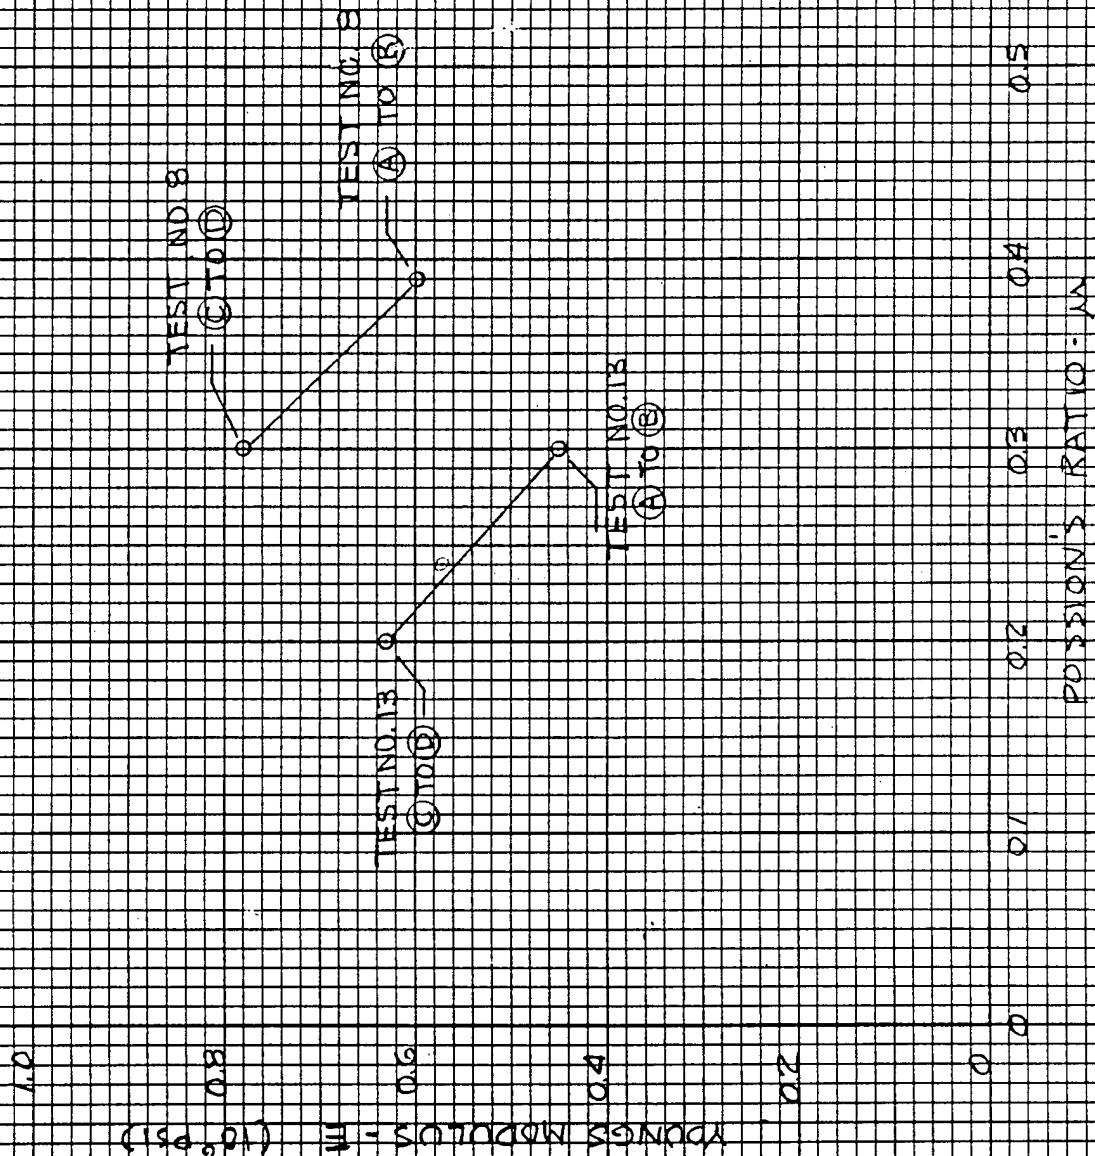 TEST NO 8
Ⓒ TO Ⓓ
TEST NO. 8
Ⓐ TO Ⓑ
TEST NO. 13
Ⓒ TO Ⓓ
TEST NO. 13
Ⓐ TO Ⓑ
YOUNGS MODULUS - E (10⁶ PSI)
1.0
0.8
0.6
0.4
0.2
0
0
0.1
0.2
0.3
0.4
0.5
POISSION'S RATIO - μ